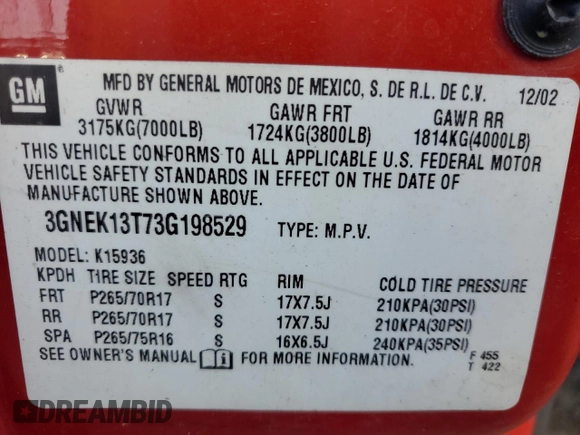 GM
MFD BY GENERAL MOTORS DE MEXICO, S. DE R.L. DE C.V. 12/02
GVWR GAWR FRT GAWR RR
3175KG(7000LB) 1724KG(3800LB) 1814KG(4000LB)
THIS VEHICLE CONFORMS TO ALL APPLICABLE U.S. FEDERAL MOTOR
VEHICLE SAFETY STANDARDS IN EFFECT ON THE DATE OF
MANUFACTURE SHOWN ABOVE.
3GNEK13T73G198529 TYPE: M.P.V.
MODEL: K15936
KPDH TIRE SIZE SPEED RTG RIM COLD TIRE PRESSURE
FRT P265/70R17 S 17X7.5J 210KPA(30PSI)
RR P265/70R17 S 17X7.5J 210KPA(30PSI)
SPA P265/75R16 S 16X6.5J 240KPA(35PSI)
SEE OWNER'S MANUAL i FOR MORE INFORMATION.
F 455
T 422
DREAMBID